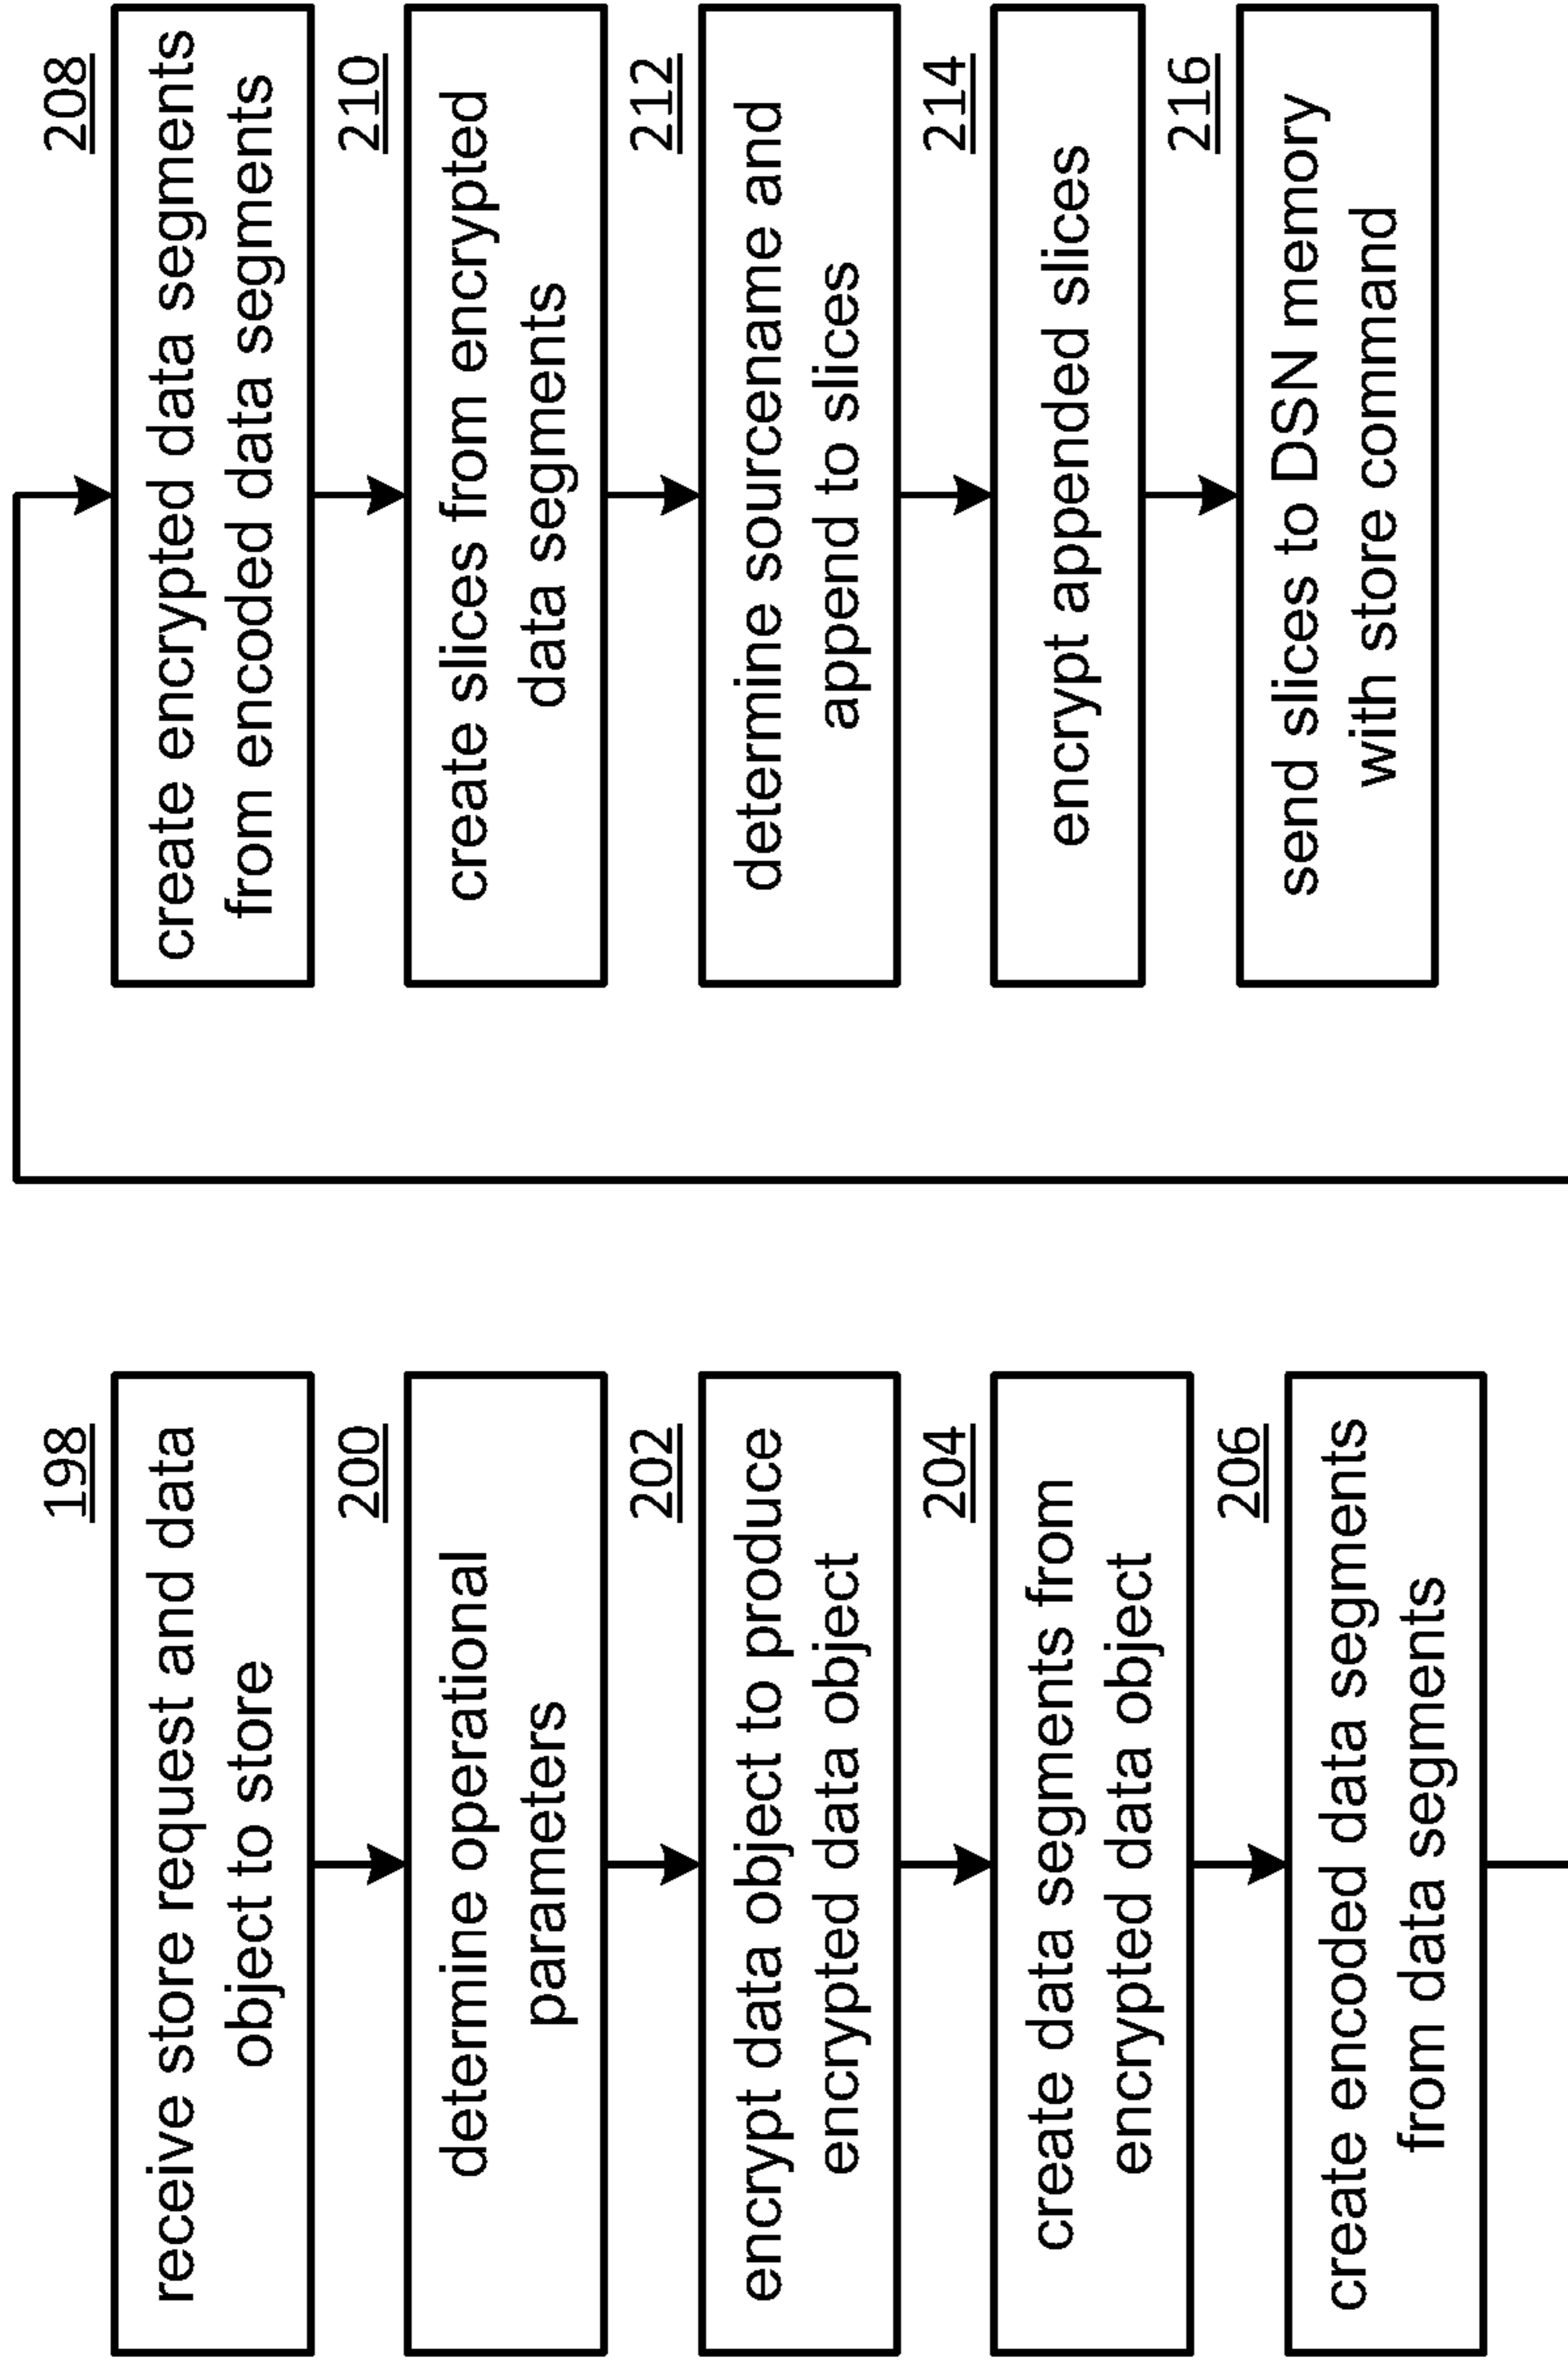 198
receive store request and data
object to store
200
determine operational
parameters
202
encrypt data object to produce
encrypted data object
204
create data segments from
encrypted data object
206
create encoded data segments
from data segments
208
create encrypted data segments
from encoded data segments
210
create slices from encrypted
data segments
212
determine sourcename and
append to slices
214
encrypt appended slices
216
send slices to DSN memory
with store command